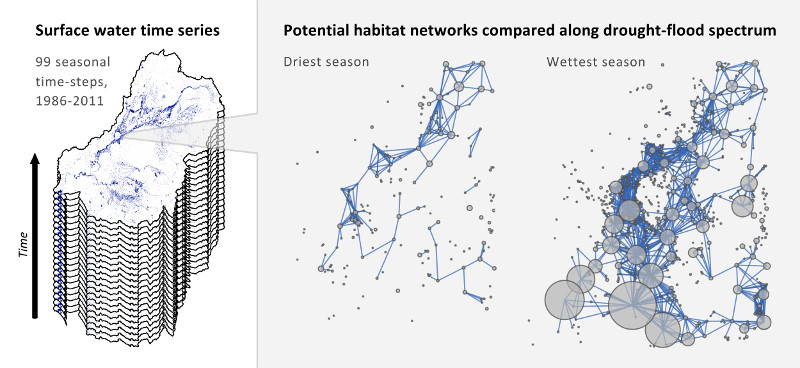 Surface water time series
99 seasonal
time-steps,
1986-2011
Time
Potential habitat networks compared along drought-flood spectrum
Driest season
Wettest season